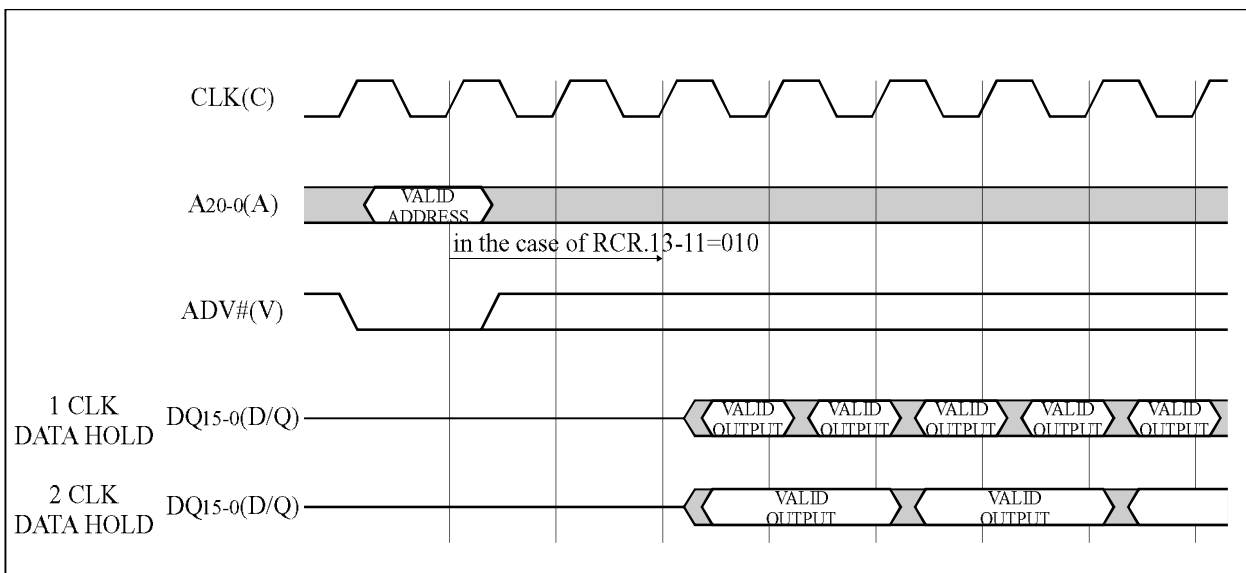 CLK(C)
A20-0(A)
VALID
ADDRESS
in the case of RCR.13-11=010
ADV#(V)
1 CLK
DATA HOLD
DQ15-0(D/Q)
VALID OUTPUT
VALID OUTPUT
VALID OUTPUT
VALID OUTPUT
VALID OUTPUT
2 CLK
DATA HOLD
DQ15-0(D/Q)
VALID OUTPUT
VALID OUTPUT